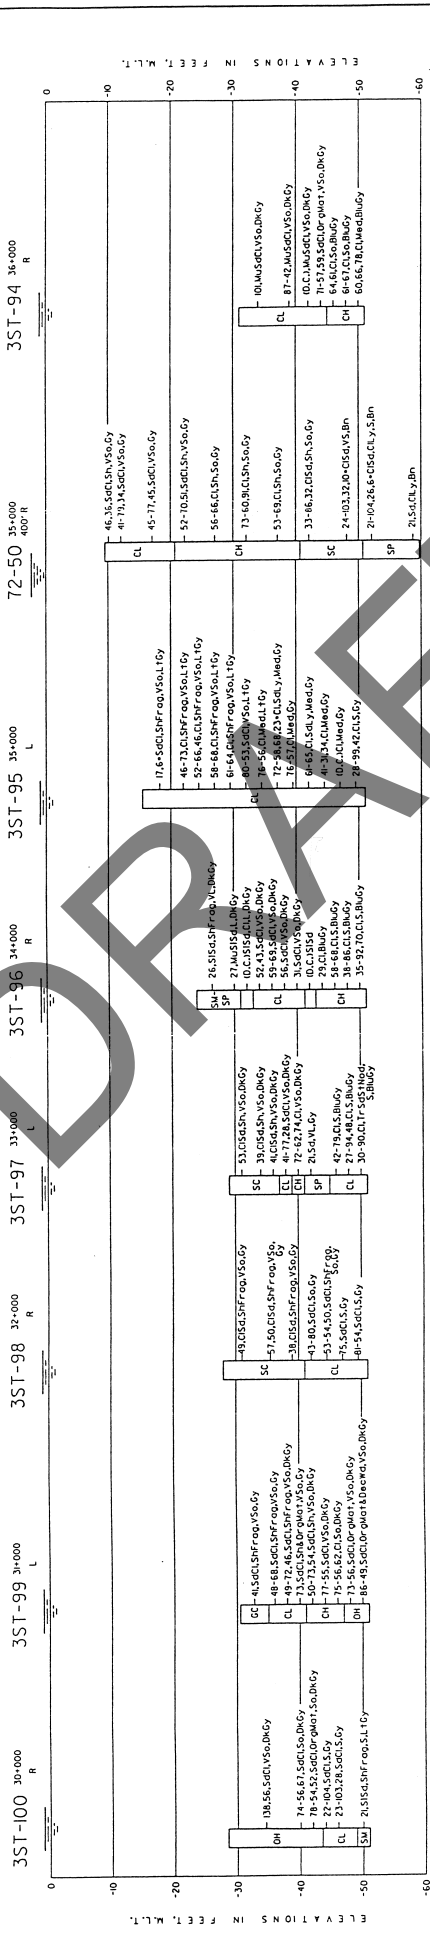 3ST-100 30+000
R
3ST-99 31+000
L
3ST-98 32+000
R
3ST-97 33+000
L
3ST-96 34+000
R
3ST-95 35+000
L
72-50 35+000
400' R
3ST-94 36+000
R
ELEVATIONS IN FEET, M.L.T.
0
-10
-20
-30
-40
-50
-60
OH
CL
SM
138,56,SdCl,VSo,DkGy
74-56,67,SdCl,So,DkGy
78-54,52,SdCl,OrgMat,So,DkGy
22-104,SdCl,S,Gy
23-103,28,SdCl,S,Gy
21,SiSd,ShFrag,S,LtGy
GC
CL
CH
OH
41,SdCl,ShFrag,VSo,Gy
48-68,SdCl,ShFrag,VSo,Gy
49-72,46,SdCl,ShFrag,VSo,DkGy
73,SdCl,Sh&OrgMat,VSo,Gy
50-73,54,SdCl,Sh,VSo,DkGy
77-55,SdCl,VSo,DkGy
75-56,62,Cl,So,DkGy
73-56,SdCl,OrgMat,VSo,DkGy
86-49,SdCl,OrgMat&DecWd,VSo,DkGy
SC
CL
49,ClSd,ShFrag,VSo,Gy
57,50,ClSd,ShFrag,VSo,
Gy
38,ClSd,ShFrag,VSo,Gy
43-80,SdCl,So,Gy
53-54,50,SdCl,ShFrag,
So,Gy
75,SdCl,S,Gy
81-54,SdCl,S,Gy
SC
CL
CH
SP
CL
53,ClSd,Sh,VSo,DkGy
39,ClSd,Sh,VSo,DkGy
41,ClSd,Sh,VSo,DkGy
41-77,28,SdCl,VSo,DkGy
72-62,74,Cl,VSo,DkGy
21,Sd,VL,Gy
42-79,Cl,S,BluGy
27-94,48,Cl,S,BluGy
30-90,Cl,TrSdStNod,
S,BluGy
SM-
SP
CL
CH
26,SiSd,ShFrag,VL,DkGy
27,MuSiSd,L,DkGy
(O.C.)SiSd,Cl,L,DkGy
52,43,SdCl,VSo,DkGy
59-69,SdCl,VSo,DkGy
56,SdCl,VSo,DkGy
31,SdCl,VSo,DkGy
(O.C.)SiSd
29,Cl,BluGy
58-68,Cl,S,BluGy
38-86,Cl,S,BluGy
35-92,70,Cl,S,BluGy
CL
17,6*SdCl,ShFrag,VSo,LtGy
46-73,Cl,ShFrag,VSo,LtGy
52-66,46,Cl,ShFrag,VSo,LtGy
58-68,Cl,ShFrag,VSo,LtGy
61-64,Cl,ShFrag,VSo,LtGy
80-53,SdCl,VSo,LtGy
76-56,Cl,Med,LtGy
72-58,68,23*Cl,SdLy,Med,Gy
76-57,Cl,Med,Gy
61-65,Cl,SdLy,Med,Gy
41-31,34,Cl,Med,Gy
(O.C.)Cl,Med,Gy
28-99,42,Cl,S,Gy
CL
CH
SC
SP
46,36,SdCl,Sh,VSo,Gy
41-79,34,SdCl,VSo,Gy
45-77,45,SdCl,VSo,Gy
52-70,51,SdCl,Sh,VSo,Gy
56-66,Cl,Sh,So,Gy
73-60,91,Cl,Sh,So,Gy
53-69,Cl,Sh,So,Gy
33-86,32,ClSd,Sh,So,Gy
24-103,32,10*ClSd,VS,Bn
21-104,26,6*ClSd,ClLy,S,Bn
21,Sd,ClLy,Bn
CL
CH
101,MuSdCl,VSo,DkGy
87-42,MuSdCl,VSo,DkGy
(O.C.)MuSdCl,VSo,DkGy
71-57,59,SdCl,OrgMat,VSo,DkGy
64,61,Cl,So,BluGy
61-67,Cl,So,BluGy
60,66,78,Cl,Med,BluGy
ELEVATIONS IN FEET, M.L.T.
0
-10
-20
-30
-40
-50
-60
DRAF